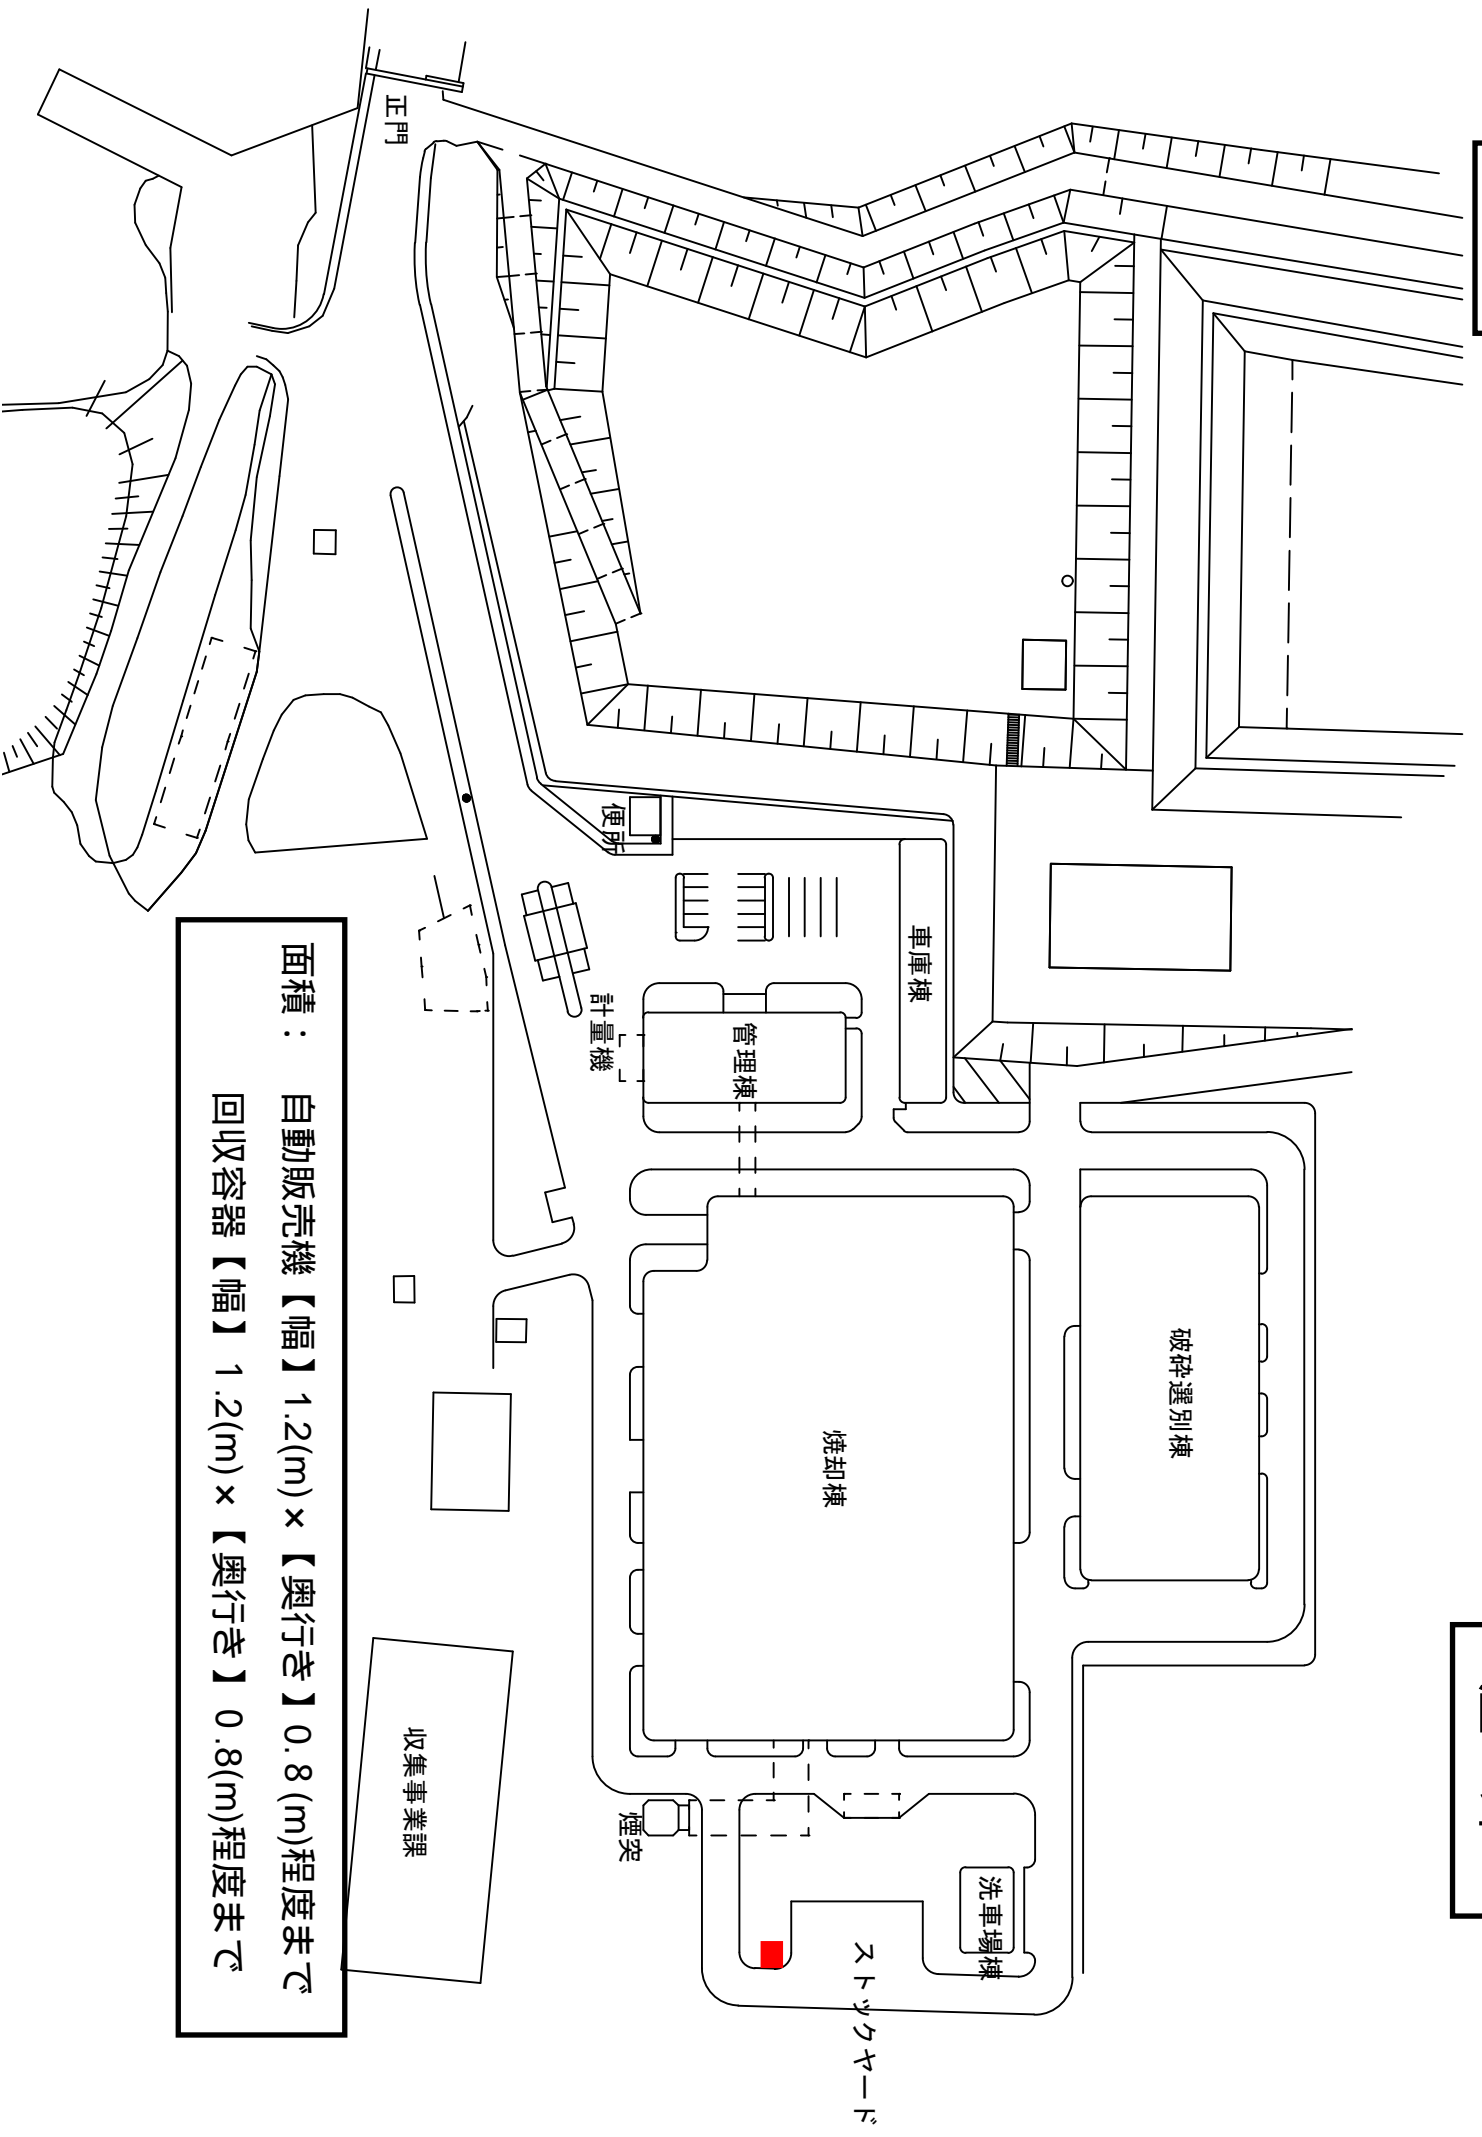 正門
便所
車庫棟
計量機
管理棟
破砕選別棟
焼却棟
収集事業課
煙突
洗車場棟
ストックヤード
面積： 自動販売機【幅】1.2(m)×【奥行き】0.8(m)程度まで
回収容器【幅】1.2(m)×【奥行き】0.8(m)程度まで